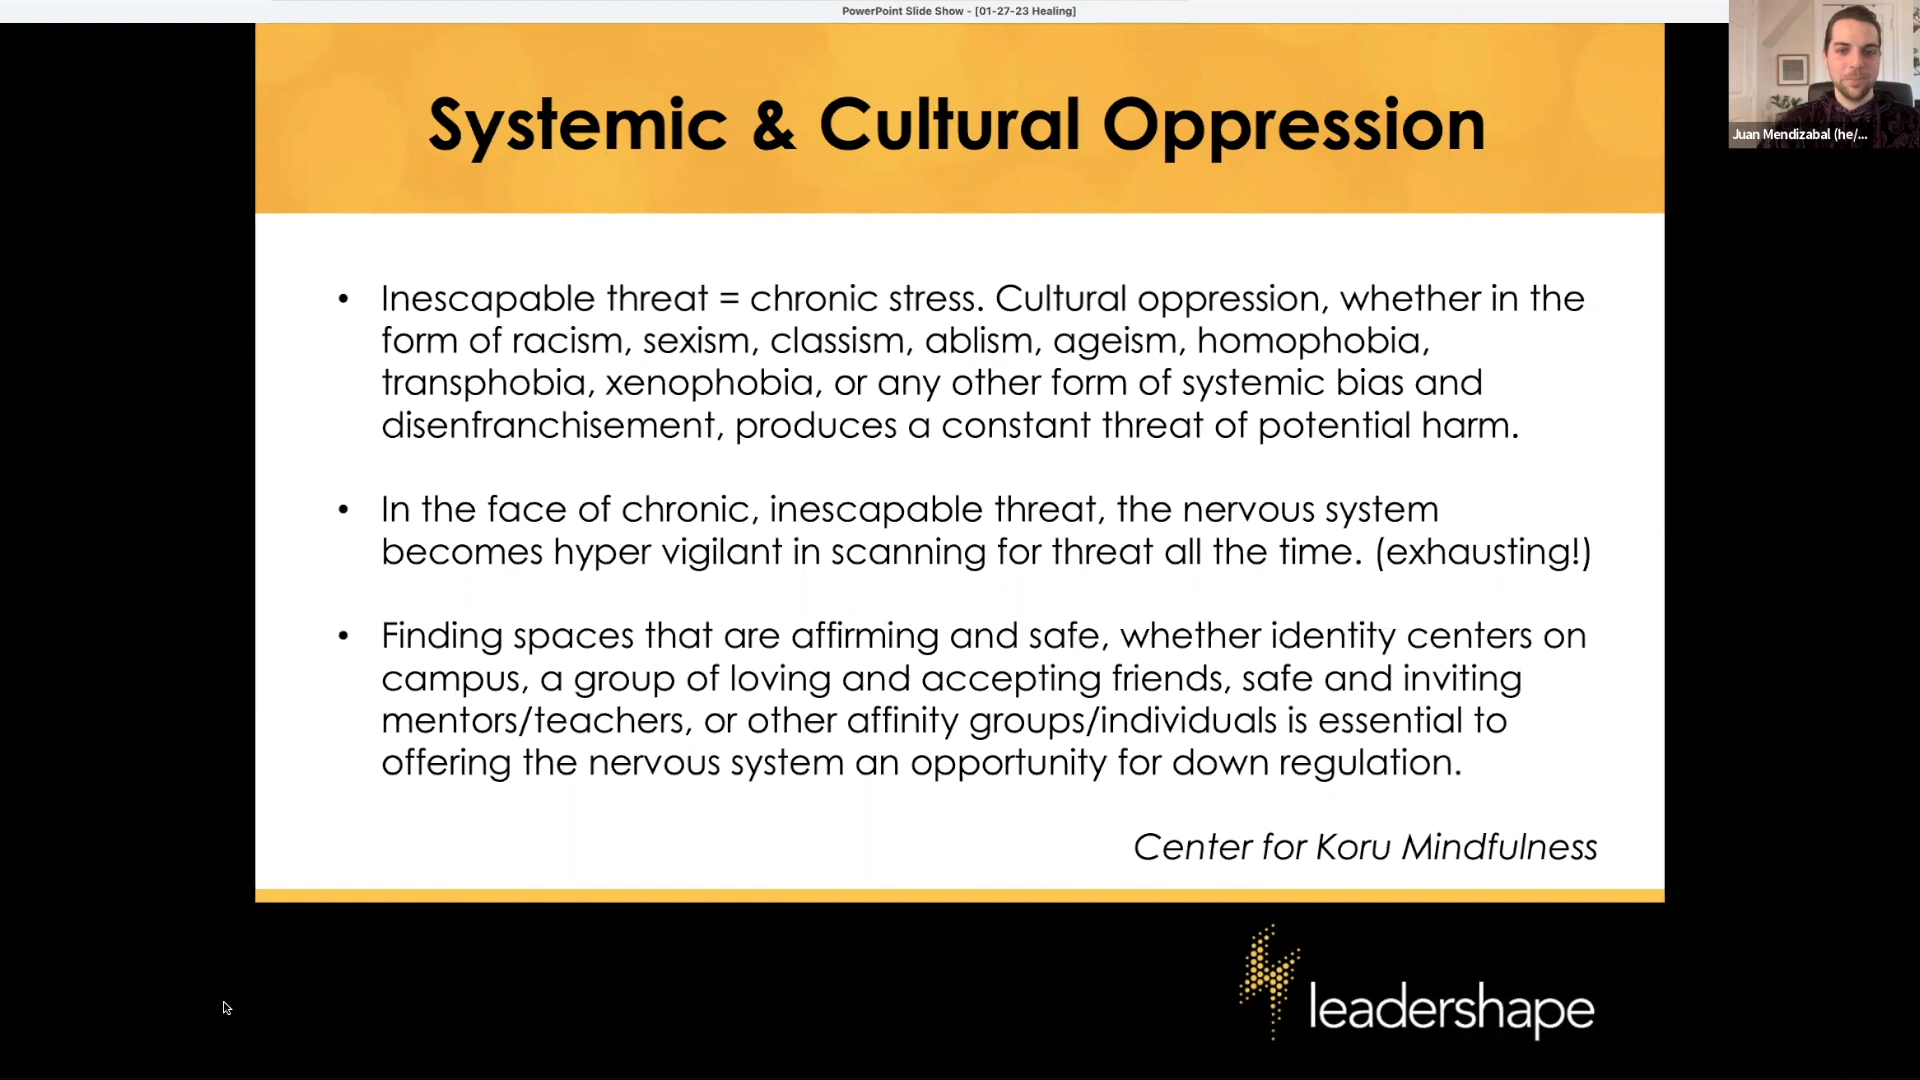 PowerPoint Slide Show - [01-27-23 Healing]
Juan Mendizabal (he/...
Systemic & Cultural Oppression
• Inescapable threat = chronic stress. Cultural oppression, whether in the
form of racism, sexism, classism, ablism, ageism, homophobia,
transphobia, xenophobia, or any other form of systemic bias and
disenfranchisement, produces a constant threat of potential harm.
• In the face of chronic, inescapable threat, the nervous system
becomes hyper vigilant in scanning for threat all the time. (exhausting!)
• Finding spaces that are affirming and safe, whether identity centers on
campus, a group of loving and accepting friends, safe and inviting
mentors/teachers, or other affinity groups/individuals is essential to
offering the nervous system an opportunity for down regulation.
Center for Koru Mindfulness
leadershape